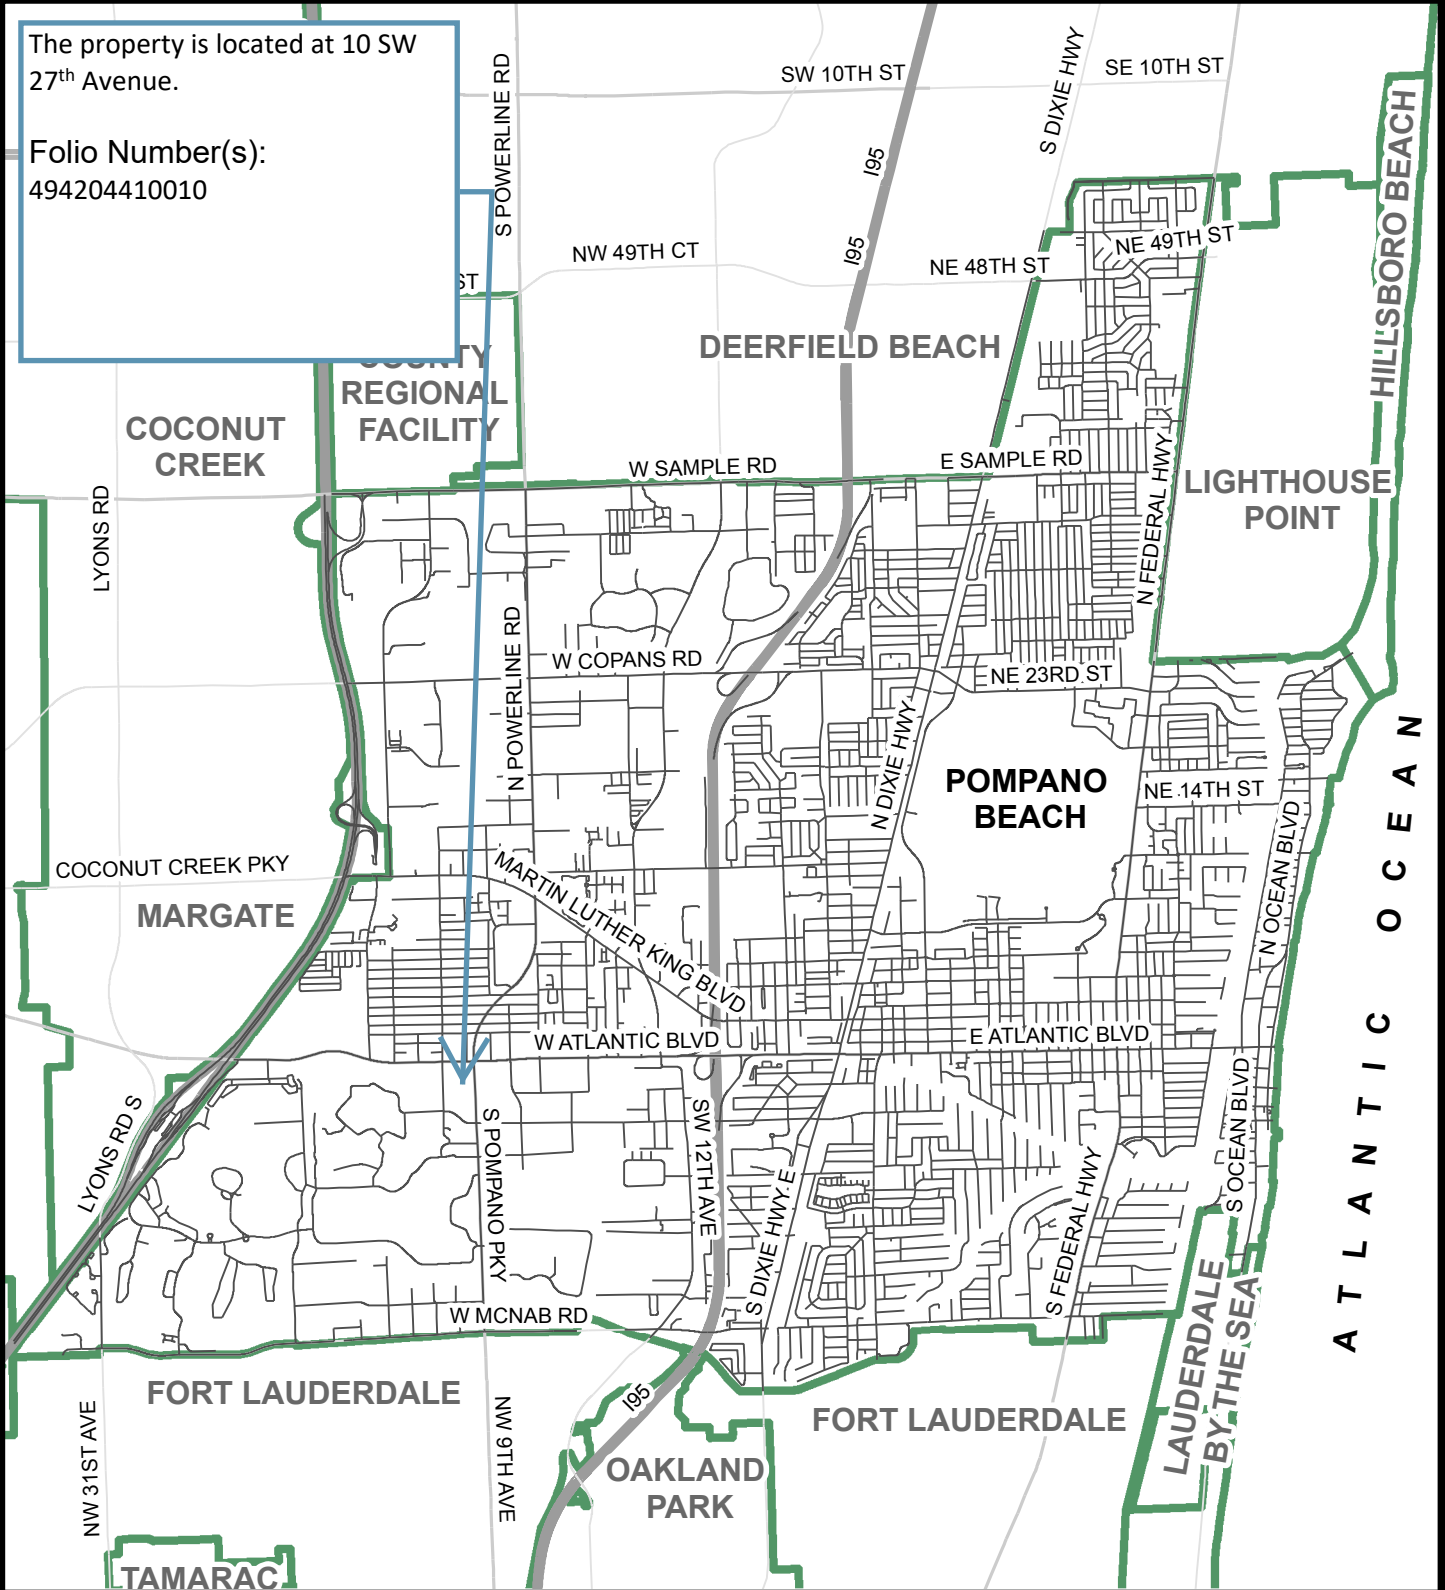 The property is located at 10 SW
27th Avenue.
Folio Number(s):
494204410010
S POWERLINE RD
SW 10TH ST
I95
S DIXIE HWY
SE 10TH ST
HILLSBORO BEACH
NW 49TH CT
I95
NE 48TH ST
NE 49TH ST
ST
DEERFIELD BEACH
COUNTY
REGIONAL
FACILITY
COCONUT
CREEK
W SAMPLE RD
E SAMPLE RD
N FEDERAL HWY
LIGHTHOUSE
POINT
LYONS RD
N POWERLINE RD
W COPANS RD
NE 23RD ST
N DIXIE HWY
POMPANO
BEACH
NE 14TH ST
N OCEAN BLVD
ATLANTIC OCEAN
COCONUT CREEK PKY
MARGATE
MARTIN LUTHER KING BLVD
W ATLANTIC BLVD
E ATLANTIC BLVD
LYONS RD S
S POMPANO PKY
SW 12TH AVE
S DIXIE HWY E
S FEDERAL HWY
S OCEAN BLVD
W MCNAB RD
LAUDERDALE
BY THE SEA
FORT LAUDERDALE
I95
FORT LAUDERDALE
NW 31ST AVE
NW 9TH AVE
OAKLAND
PARK
TAMARAC